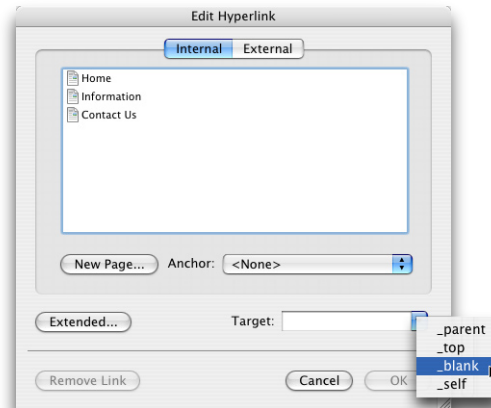 Edit Hyperlink
Internal External
Home
Information
Contact Us
New Page... Anchor: <None>
Extended... Target:
_parent
_top
_blank
_self
Remove Link Cancel OK